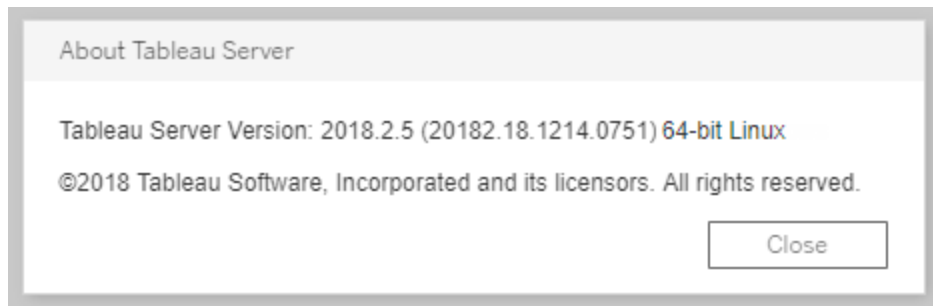 About Tableau Server
Tableau Server Version: 2018.2.5 (20182.18.1214.0751) 64-bit Linux
©2018 Tableau Software, Incorporated and its licensors. All rights reserved.
Close